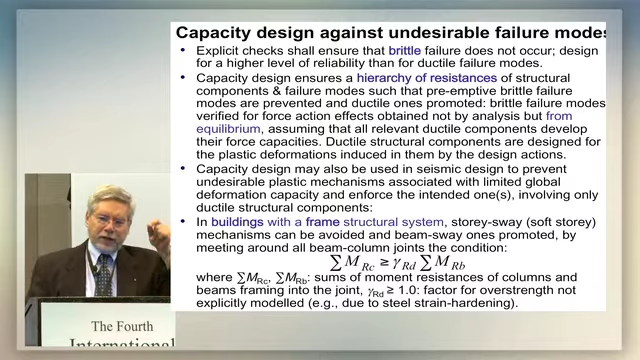 Capacity design against undesirable failure modes
• Explicit checks shall ensure that brittle failure does not occur; design
for a higher level of reliability than for ductile failure modes.
• Capacity design ensures a hierarchy of resistances of structural
components & failure modes such that pre-emptive brittle failure
modes are prevented and ductile ones promoted: brittle failure modes
verified for force action effects obtained not by analysis but from
equilibrium, assuming that all relevant ductile components develop
their force capacities. Ductile structural components are designed for
the plastic deformations induced in them by the design actions.
• Capacity design may also be used in seismic design to prevent
undesirable plastic mechanisms associated with limited global
deformation capacity and enforce the intended one(s), involving only
ductile structural components:
• In buildings with a frame structural system, storey-sway (soft storey)
mechanisms can be avoided and beam-sway ones promoted, by
meeting around all beam-column joints the condition:
∑ M Rc ≥ γ Rd ∑ M Rb
where ∑MRc, ∑MRb: sums of moment resistances of columns and
beams framing into the joint, γRd ≥ 1.0: factor for overstrength not
explicitly modelled (e.g., due to steel strain-hardening).
The Fourth
International